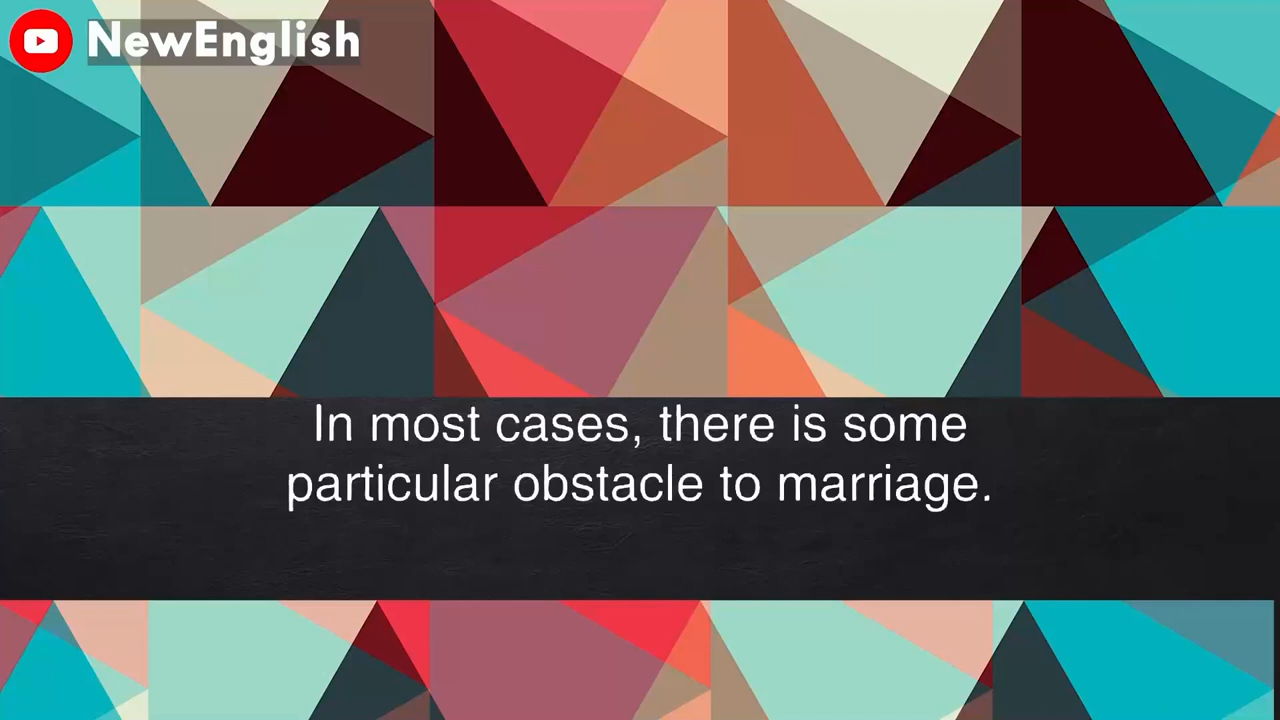 NewEnglish
In most cases, there is some
particular obstacle to marriage.